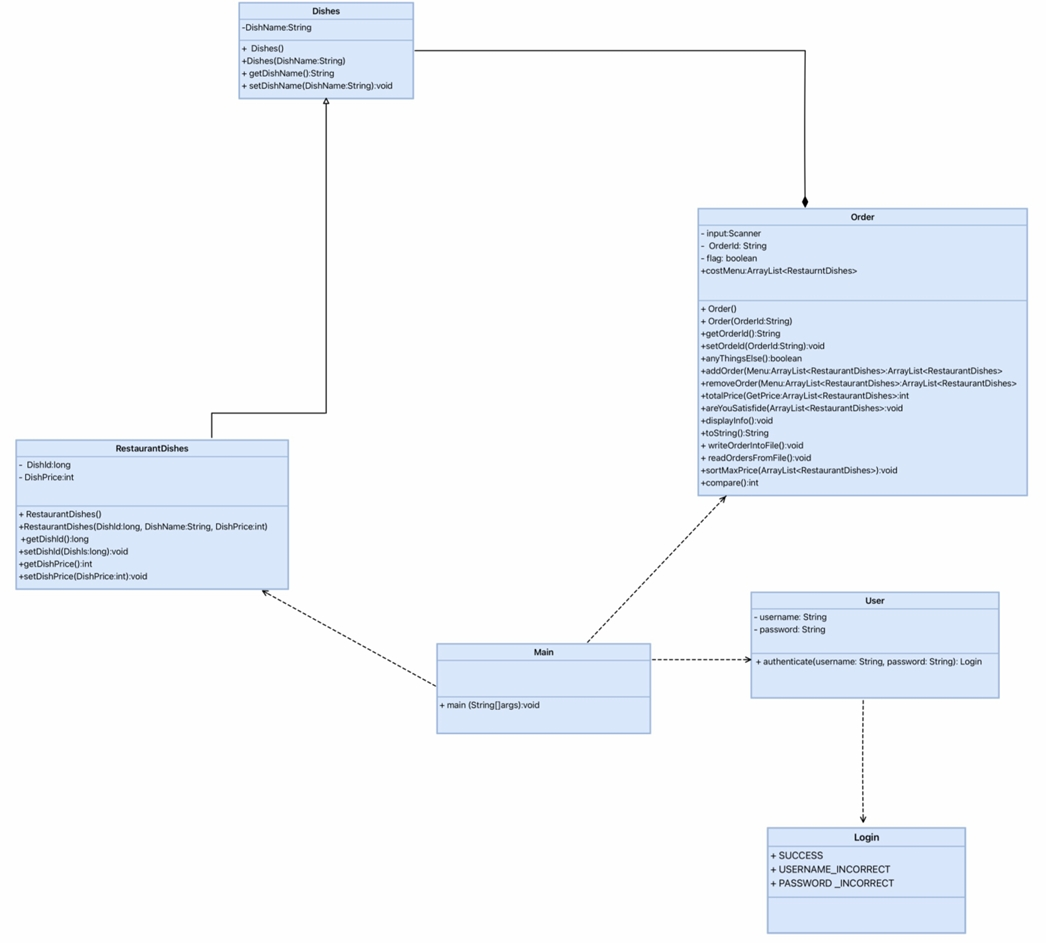 Dishes
-DishName:String
+ Dishes()
+Dishes(DishName:String)
+ getDishName():String
+ setDishName(DishName:String):void
Order
- input:Scanner
- OrderId: String
- flag: boolean
+costMenu:ArrayList<RestaurntDishes>
+ Order()
+ Order(OrderId:String)
+getOrderId():String
+setOrdeId(OrderId:String):void
+anyThingsElse():boolean
+addOrder(Menu:ArrayList<RestaurantDishes>:ArrayList<RestaurantDishes>
+removeOrder(Menu:ArrayList<RestaurantDishes>:ArrayList<RestaurantDishes>
+totalPrice(GetPrice:ArrayList<RestaurantDishes>:int
+areYouSatisfide(ArrayList<RestaurantDishes>:void
+displayInfo():void
+toString():String
+ writeOrderIntoFile():void
+ readOrdersFromFile():void
+sortMaxPrice(ArrayList<RestaurantDishes>):void
+compare():int
RestaurantDishes
- DishId:long
- DishPrice:int
+ RestaurantDishes()
+RestaurantDishes(DishId:long, DishName:String, DishPrice:int)
+getDishId():long
+setDishId(DishIs:long):void
+getDishPrice():int
+setDishPrice(DishPrice:int):void
Main
+ main (String[]args):void
User
- username: String
- password: String
+ authenticate(username: String, password: String): Login
Login
+ SUCCESS
+ USERNAME_INCORRECT
+ PASSWORD _INCORRECT